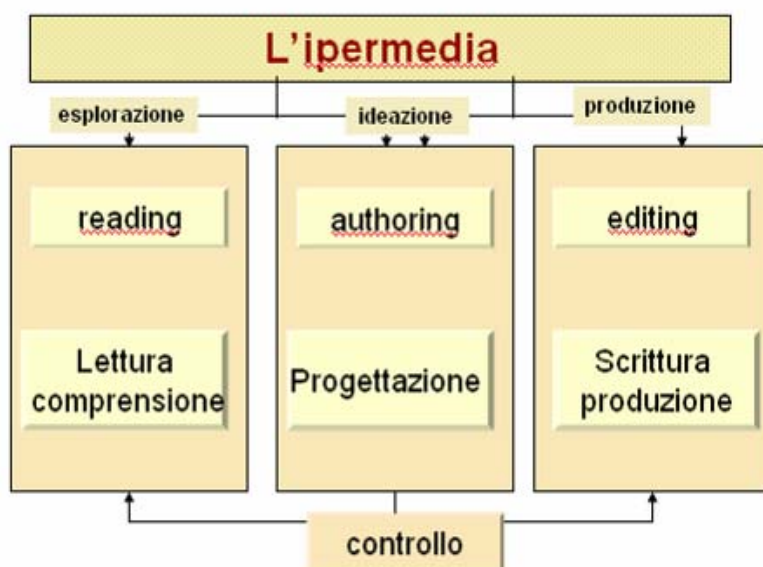 L'ipermedia
esplorazione
ideazione
produzione
reading
authoring
editing
Lettura
comprensione
Progettazione
Scrittura
produzione
controllo